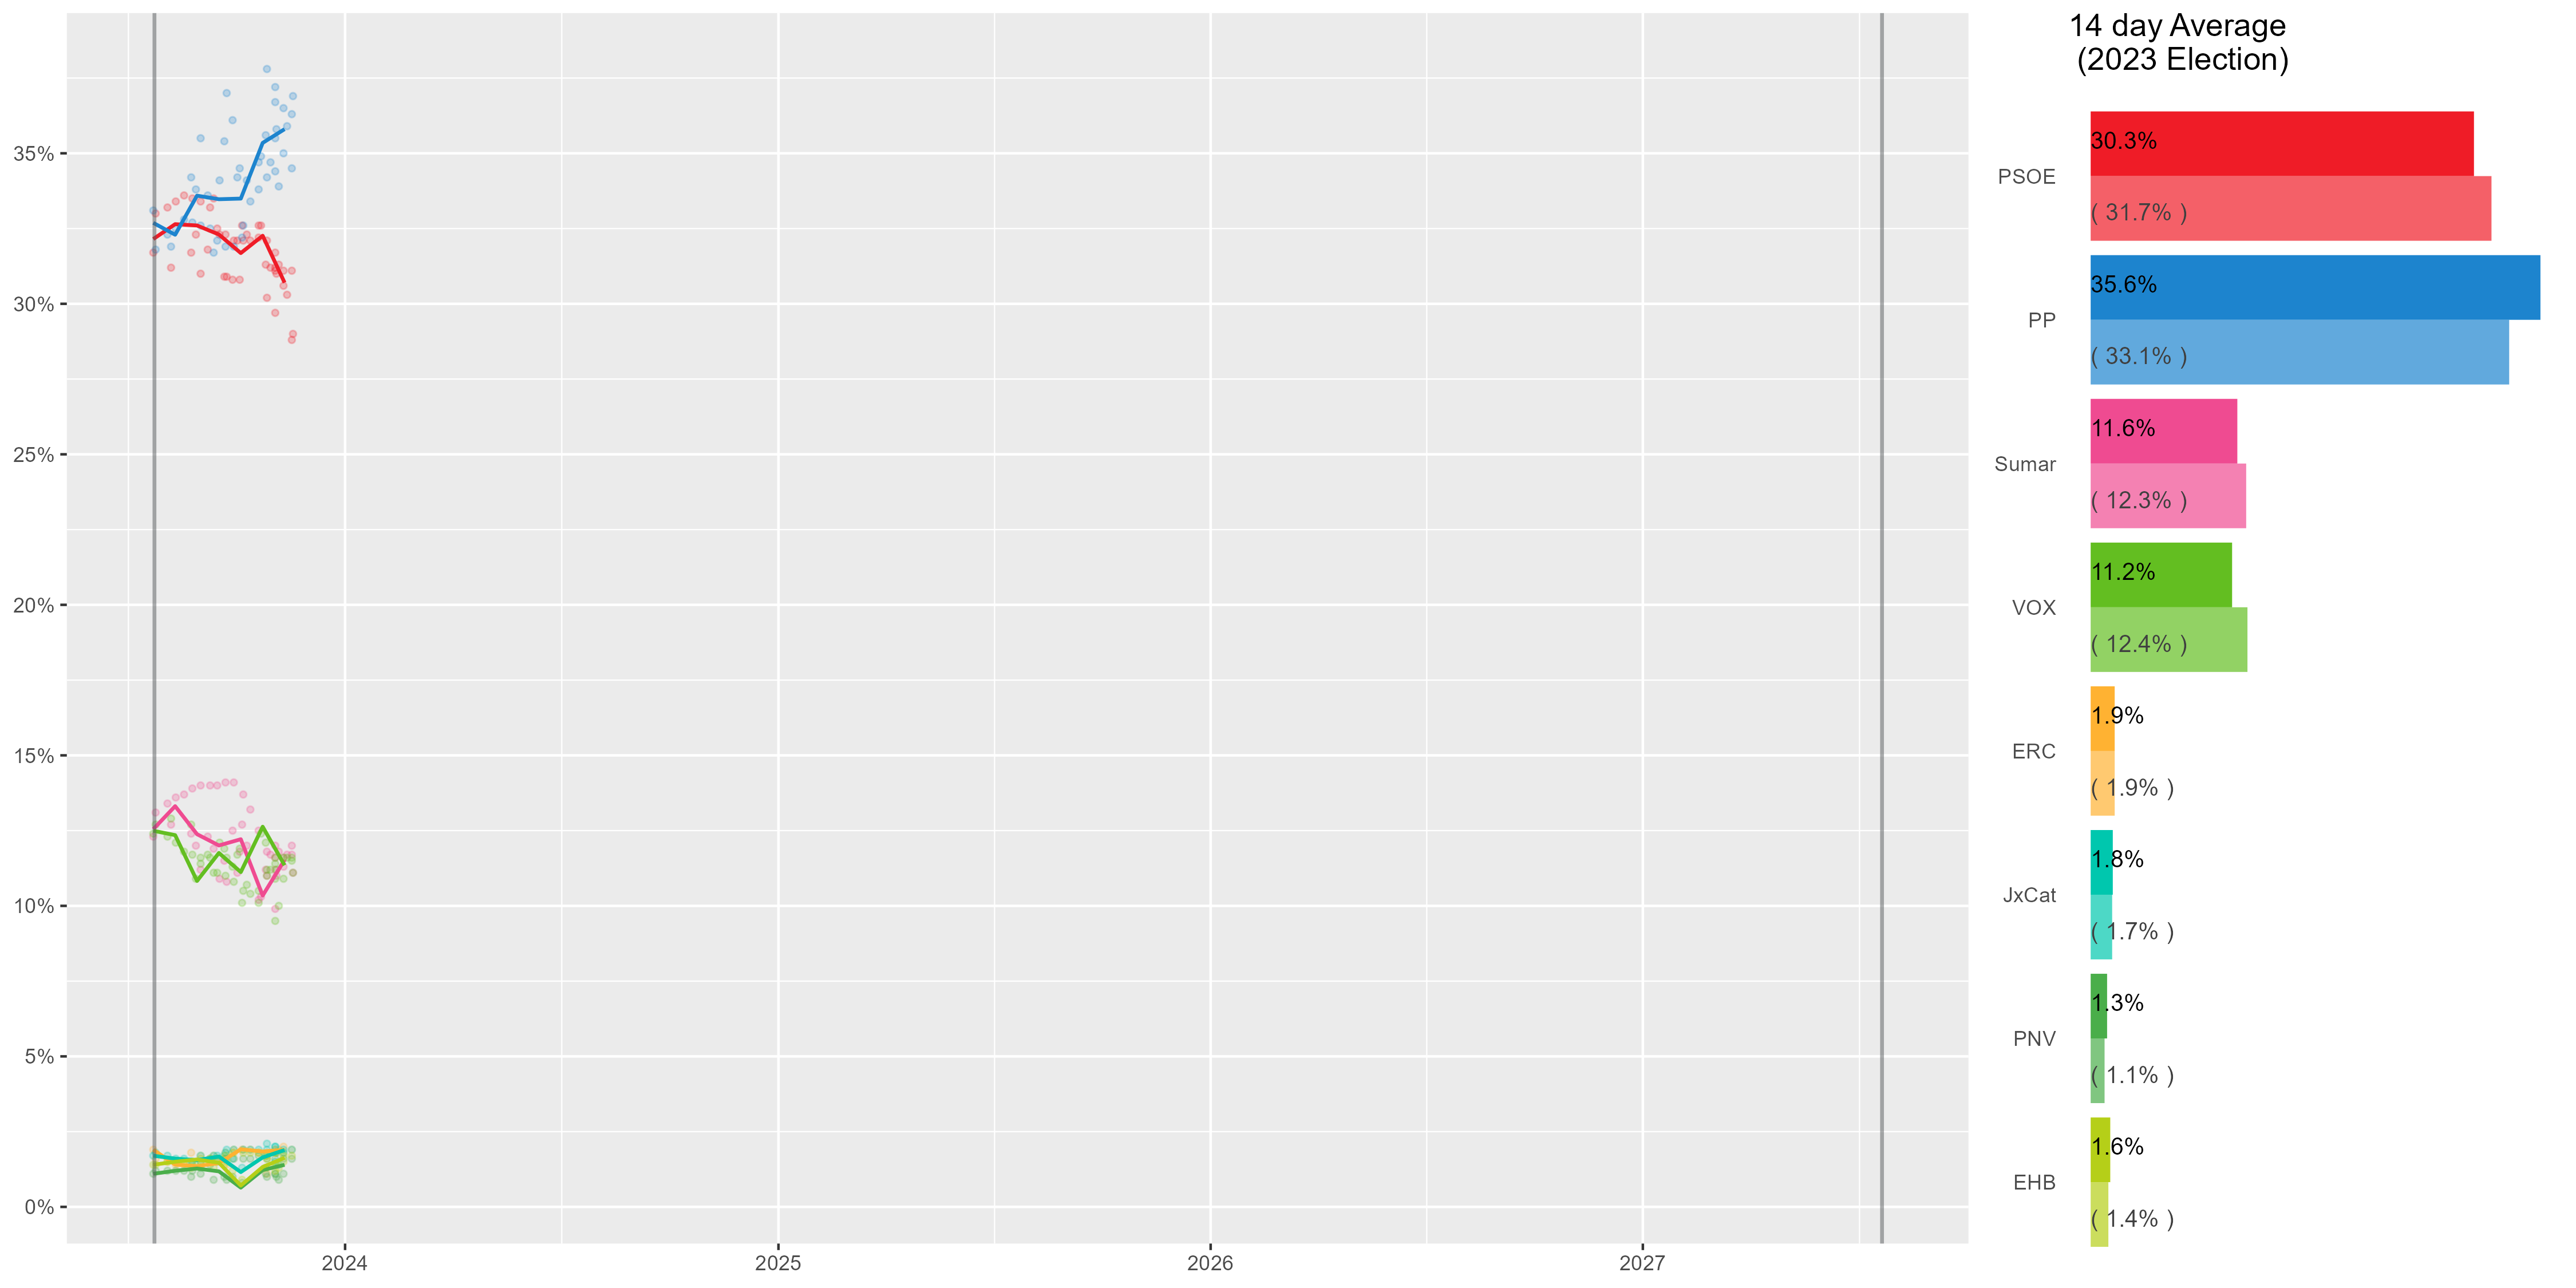 14 day Average
(2023 Election)
35%
30%
25%
20%
15%
10%
5%
0%
2024
2025
2026
2027
PSOE
30.3%
( 31.7% )
PP
35.6%
( 33.1% )
Sumar
11.6%
( 12.3% )
VOX
11.2%
( 12.4% )
ERC
1.9%
( 1.9% )
JxCat
1.8%
( 1.7% )
PNV
1.3%
( 1.1% )
EHB
1.6%
( 1.4% )